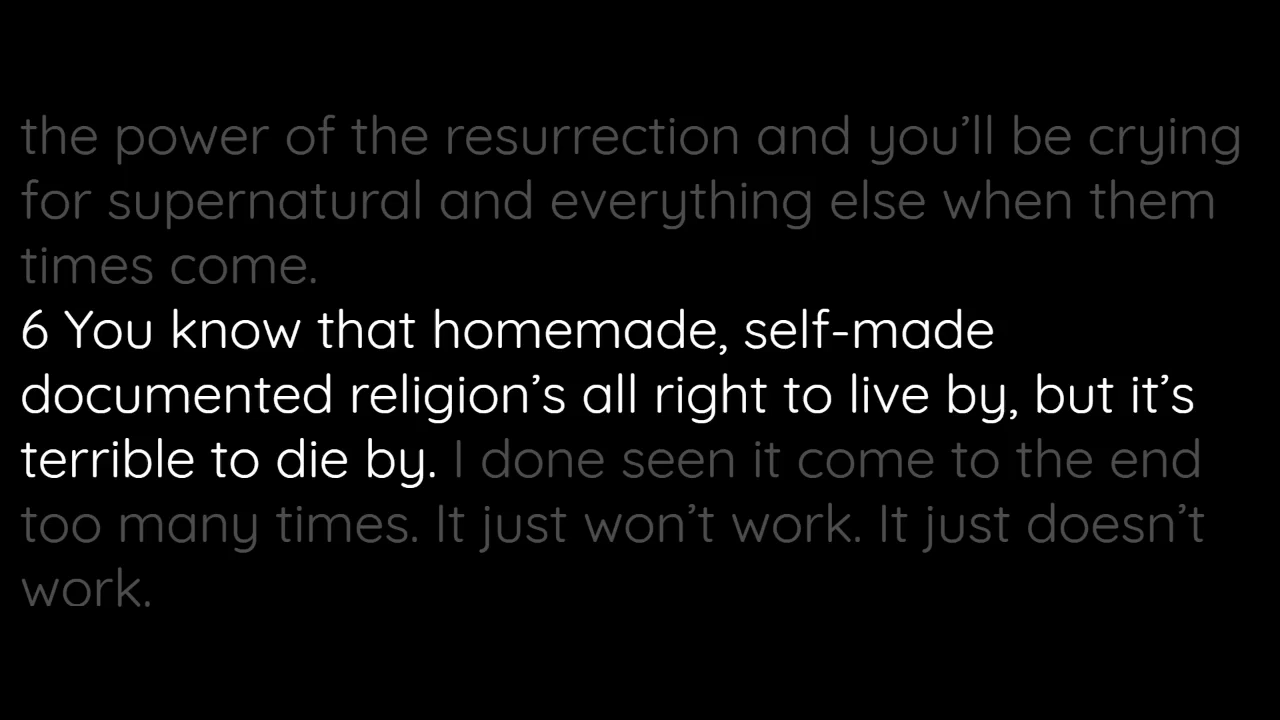 the power of the resurrection and you’ll be crying
for supernatural and everything else when them
times come.
6 You know that homemade, self-made
documented religion’s all right to live by, but it’s
terrible to die by. I done seen it come to the end
too many times. It just won’t work. It just doesn’t
work.